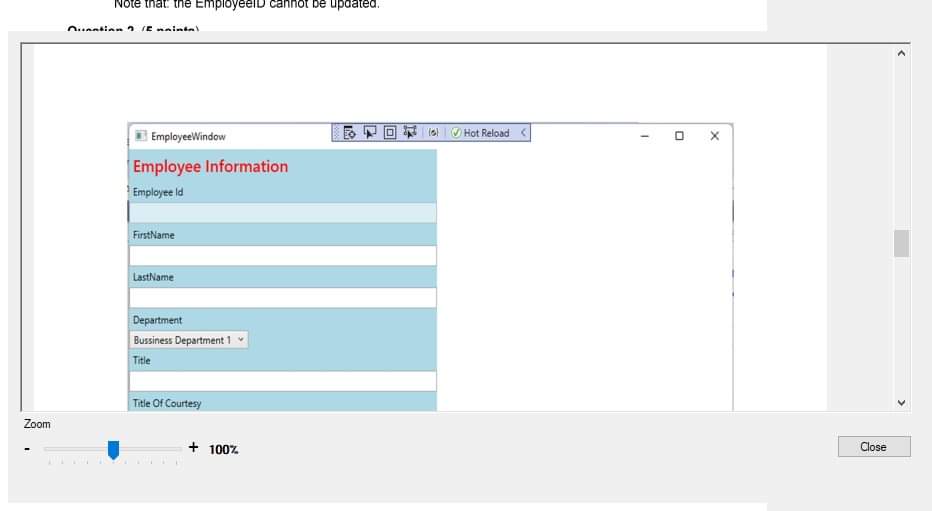 Note that: the EmployeeID cannot be updated.
Question 2 (5 points)
EmployeeWindow
Hot Reload
Employee Information
Employee Id
FirstName
LastName
Department
Bussiness Department 1
Title
Title Of Courtesy
Zoom
- + 100%
Close